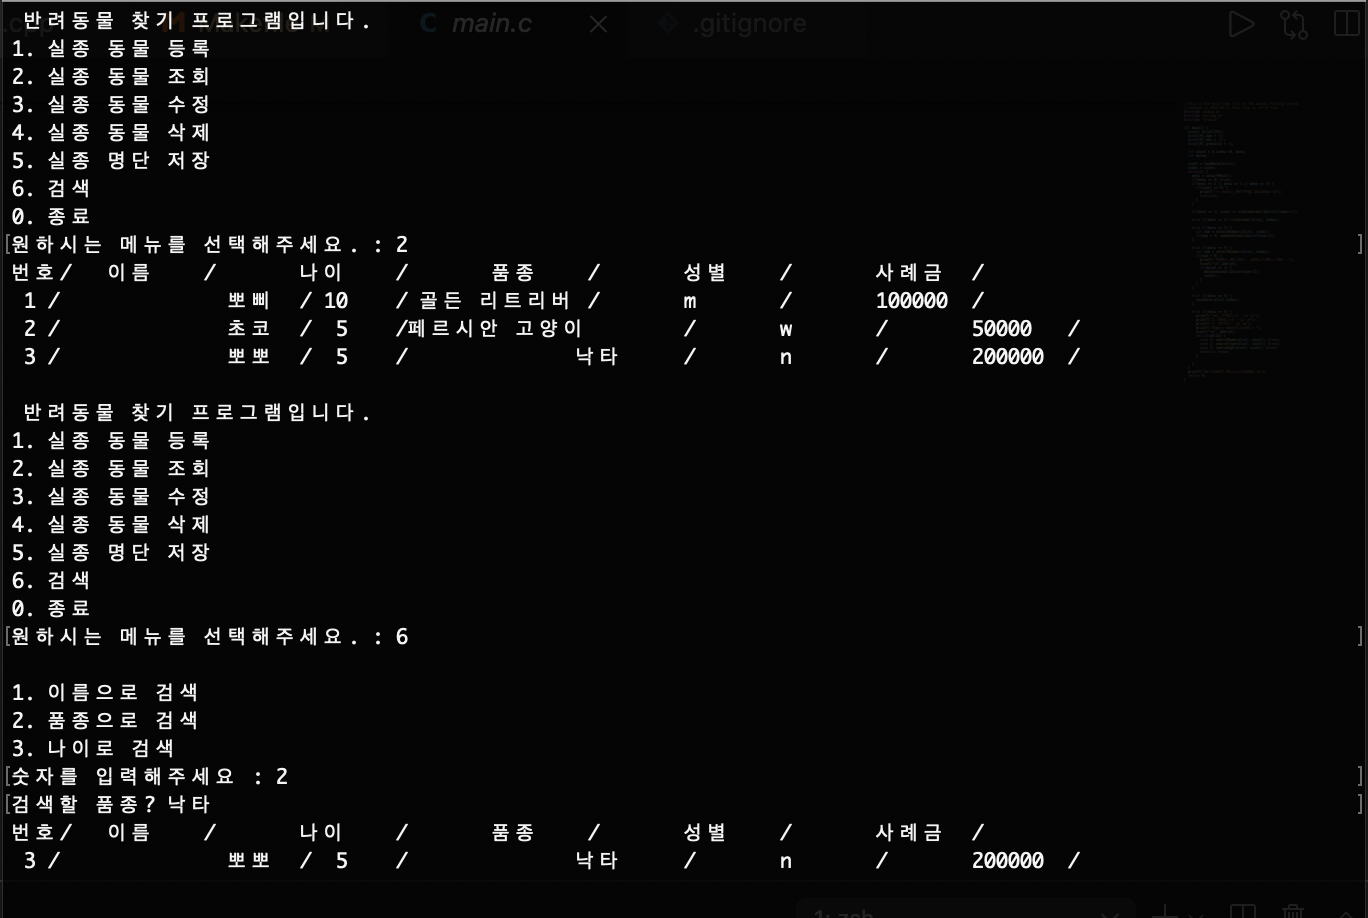 반려동물 찾기 프로그램입니다.
main.c
.gitignore
1. 실종 동물 등록
2. 실종 동물 조회
3. 실종 동물 수정
4. 실종 동물 삭제
5. 실종 명단 저장
6. 검색
0. 종료
[원하시는 메뉴를 선택해주세요. : 2 ]
번호/ 이름 / 나이 / 품종 / 성별 / 사례금 /
1 / 뽀삐 / 10 / 골든 리트리버 / m / 100000 /
2 / 초코 / 5 /페르시안 고양이 / w / 50000 /
3 / 뽀뽀 / 5 / 낙타 / n / 200000 /
반려동물 찾기 프로그램입니다.
1. 실종 동물 등록
2. 실종 동물 조회
3. 실종 동물 수정
4. 실종 동물 삭제
5. 실종 명단 저장
6. 검색
0. 종료
[원하시는 메뉴를 선택해주세요. : 6 ]
1. 이름으로 검색
2. 품종으로 검색
3. 나이로 검색
[숫자를 입력해주세요 : 2 ]
[검색할 품종? 낙타 ]
번호/ 이름 / 나이 / 품종 / 성별 / 사례금 /
3 / 뽀뽀 / 5 / 낙타 / n / 200000 /
1: zsh